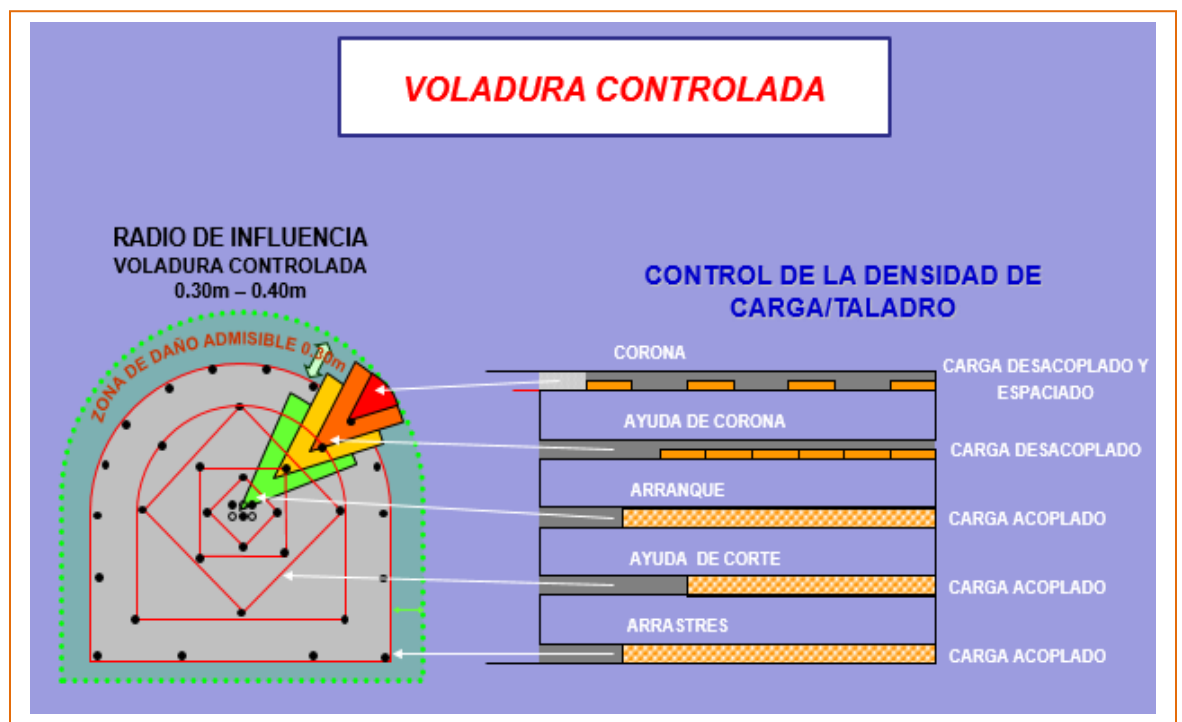 VOLADURA CONTROLADA
RADIO DE INFLUENCIA
VOLADURA CONTROLADA
0.30m – 0.40m
ZONA DE DAÑO ADMISIBLE 0.30m
CONTROL DE LA DENSIDAD DE
CARGA/TALADRO
CORONA
CARGA DESACOPLADO Y
ESPACIADO
AYUDA DE CORONA
CARGA DESACOPLADO
ARRANQUE
CARGA ACOPLADO
AYUDA DE CORTE
CARGA ACOPLADO
ARRASTRES
CARGA ACOPLADO